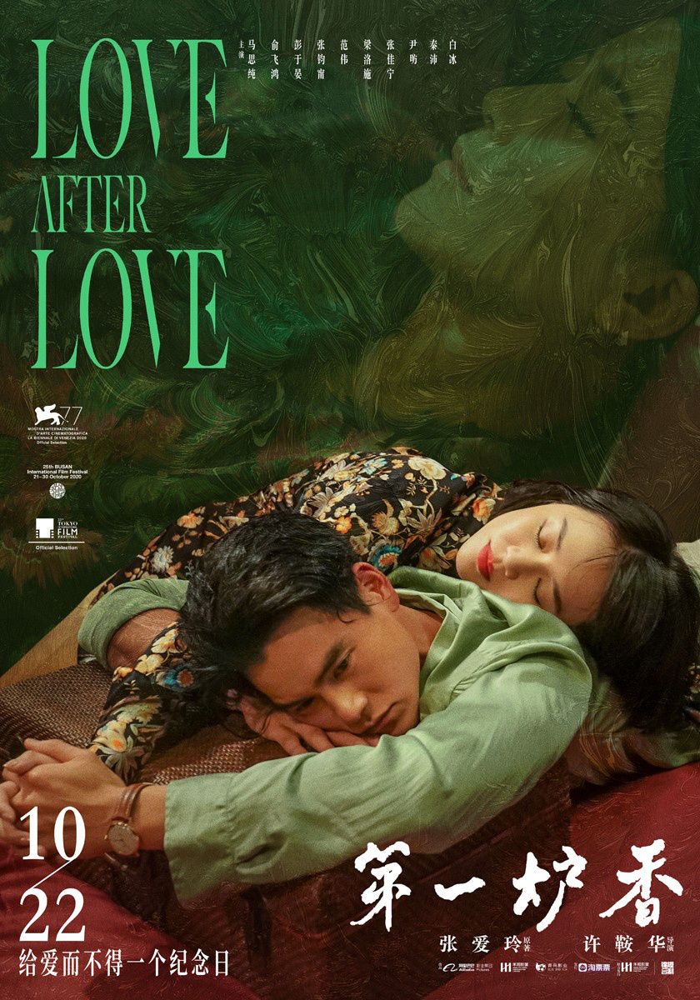 LOVE
AFTER
LOVE
主演
马思纯
俞飞鸿
彭于晏
张钧甯
范伟
梁洛施
张佳宁
尹昉
秦沛
白冰
77
MOSTRA INTERNAZIONALE
D'ARTE CINEMATOGRAFICA
LA BIENNALE DI VENEZIA 2020
Official Selection
25th BUSAN
International Film Festival
21-30 October 2020
TOKYO
INTERNATIONAL
FILM
FESTIVAL
Official Selection
10
22
给爱而不得一个纪念日
第一炉香
张爱玲 原著
许鞍华 导演
Alibaba Pictures
淘票票